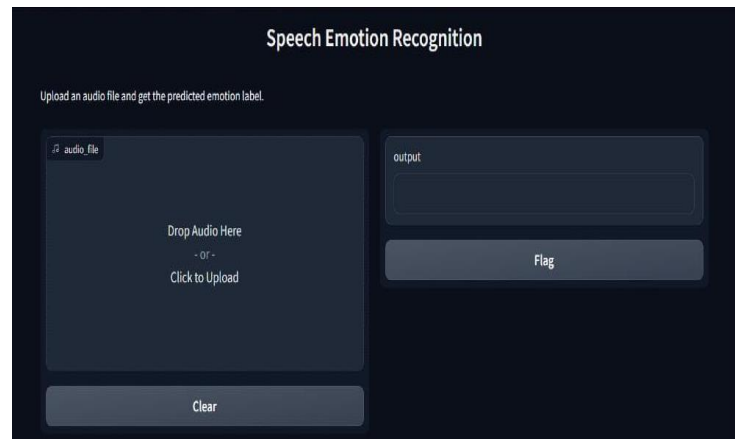 Speech Emotion Recognition
Upload an audio file and get the predicted emotion label.
audio_file
Drop Audio Here
- or -
Click to Upload
Clear
output
Flag